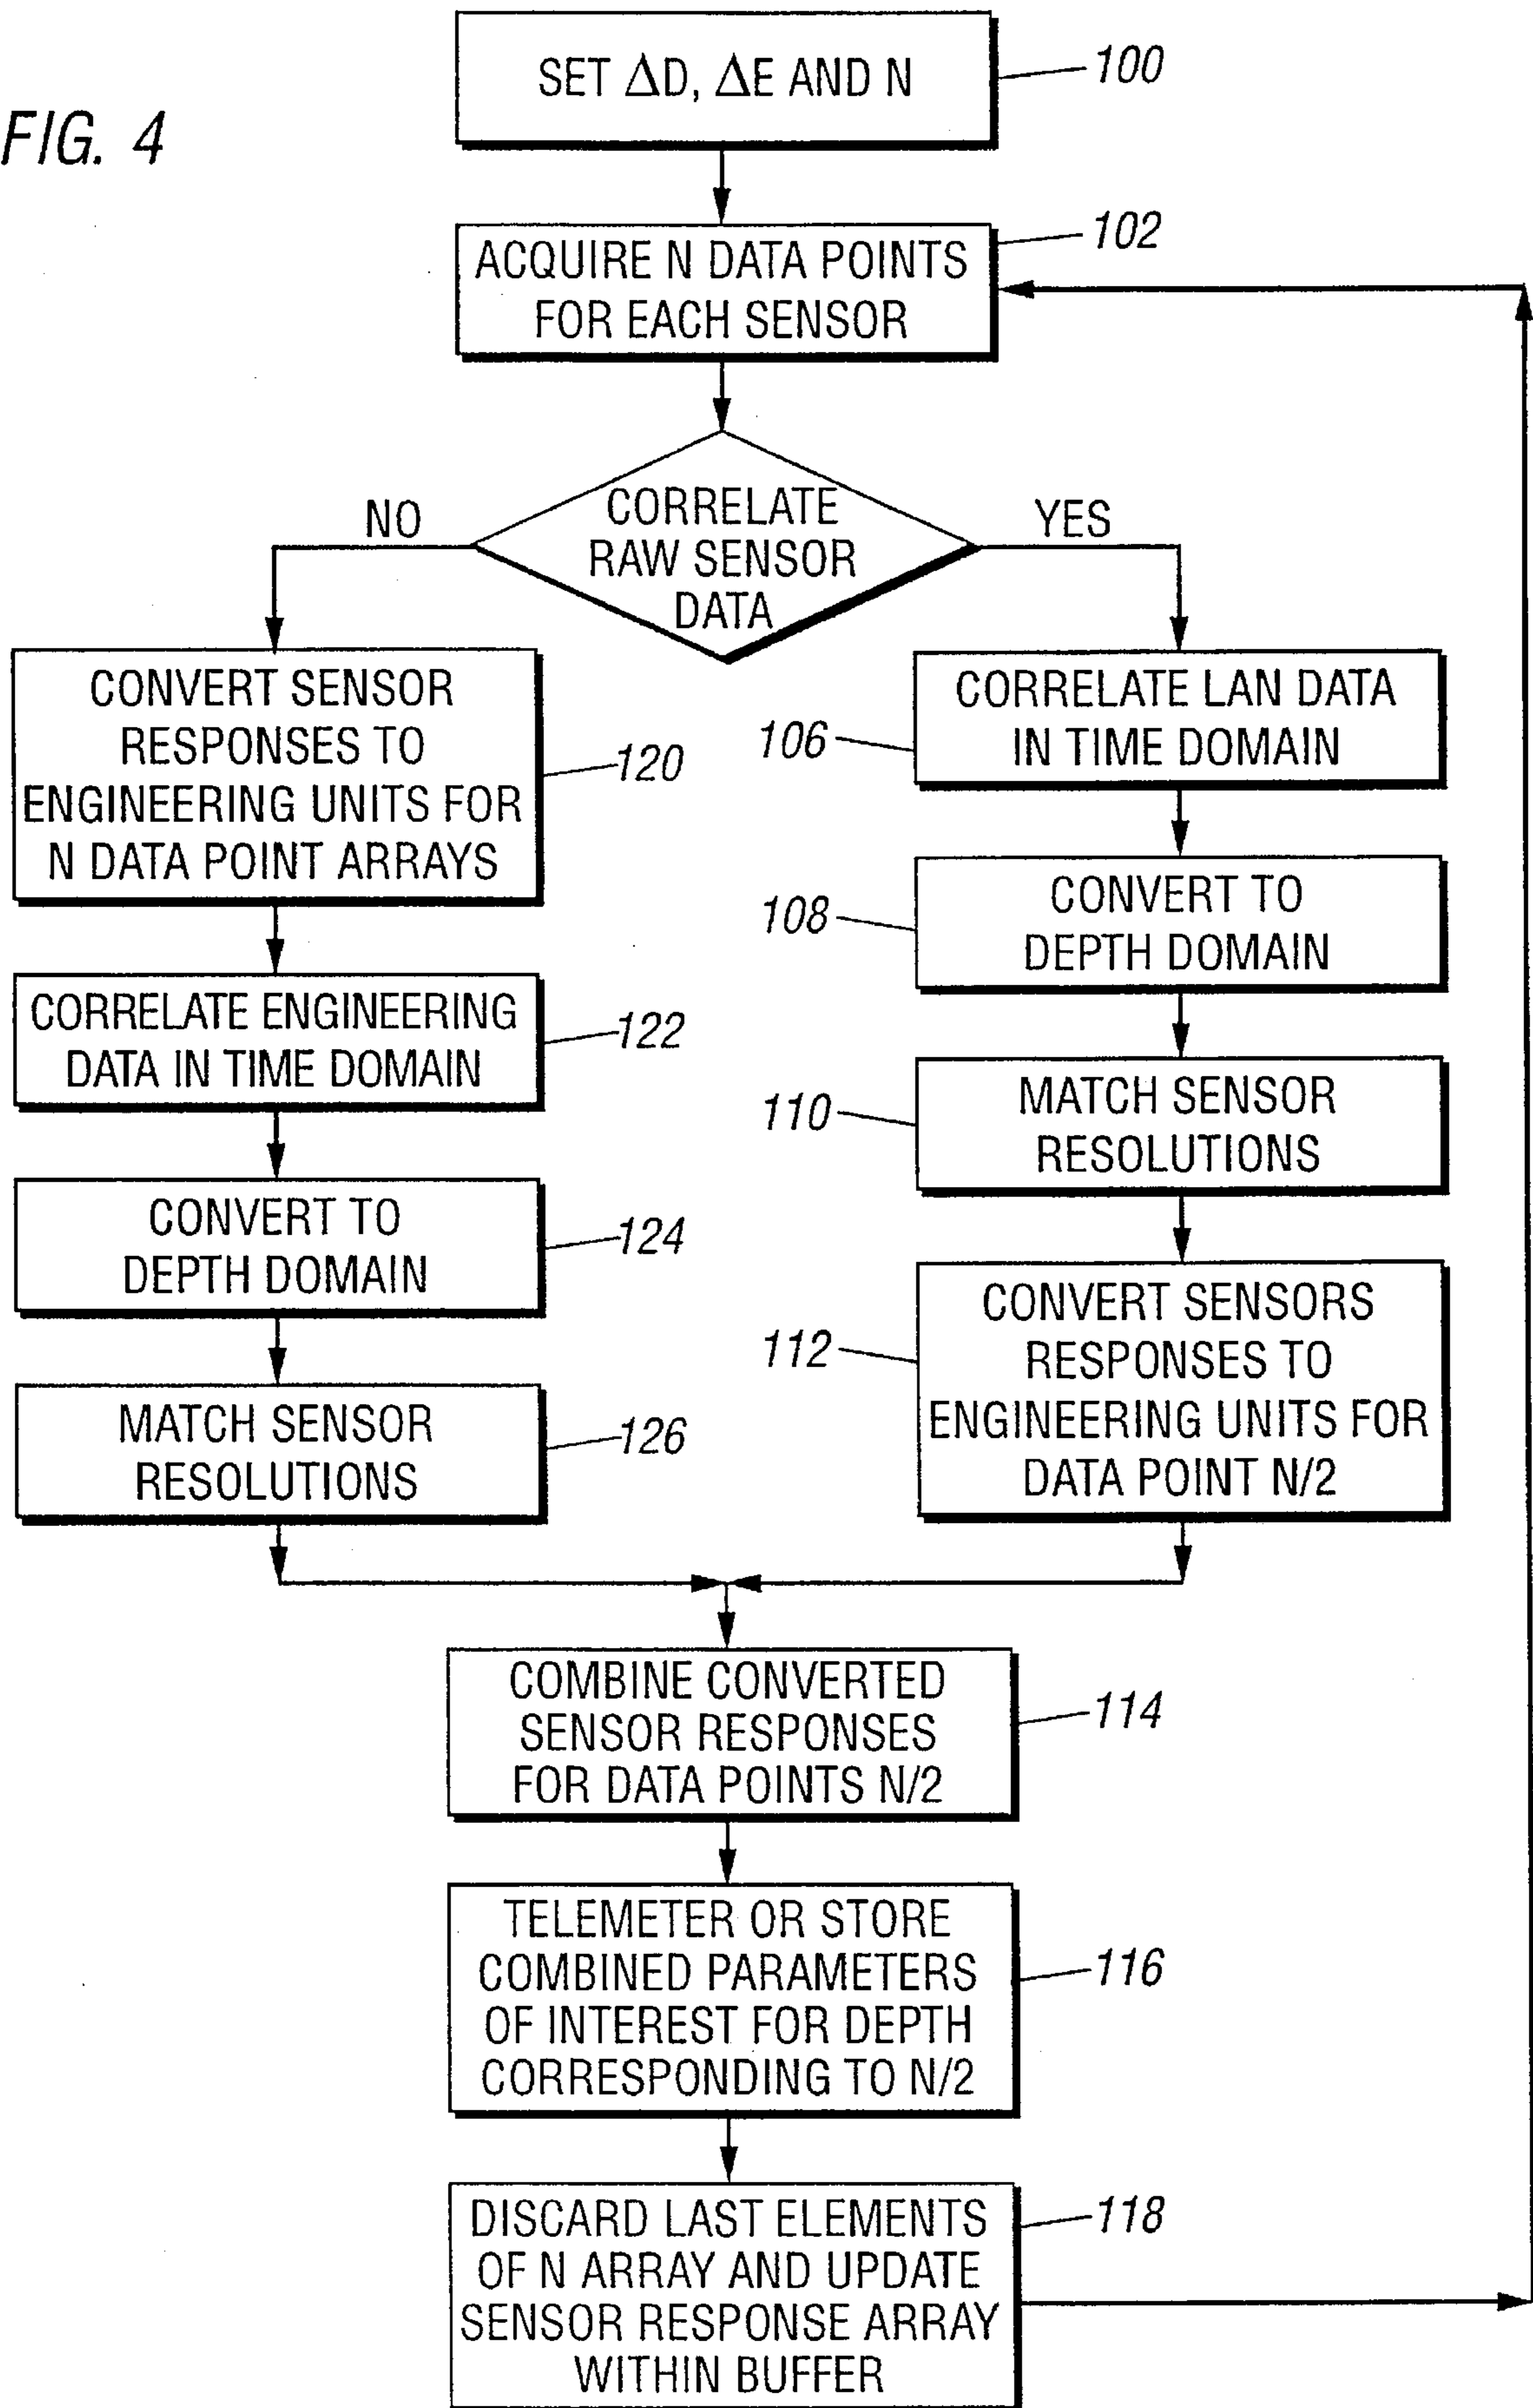 FIG. 4
SET ΔD, ΔE AND N
100
ACQUIRE N DATA POINTS
FOR EACH SENSOR
102
CORRELATE
RAW SENSOR
DATA
NO
YES
CONVERT SENSOR
RESPONSES TO
ENGINEERING UNITS FOR
N DATA POINT ARRAYS
120
CORRELATE ENGINEERING
DATA IN TIME DOMAIN
122
CONVERT TO
DEPTH DOMAIN
124
MATCH SENSOR
RESOLUTIONS
126
CORRELATE LAN DATA
IN TIME DOMAIN
106
CONVERT TO
DEPTH DOMAIN
108
MATCH SENSOR
RESOLUTIONS
110
CONVERT SENSORS
RESPONSES TO
ENGINEERING UNITS FOR
DATA POINT N/2
112
COMBINE CONVERTED
SENSOR RESPONSES
FOR DATA POINTS N/2
114
TELEMETER OR STORE
COMBINED PARAMETERS
OF INTEREST FOR DEPTH
CORRESPONDING TO N/2
116
DISCARD LAST ELEMENTS
OF N ARRAY AND UPDATE
SENSOR RESPONSE ARRAY
WITHIN BUFFER
118